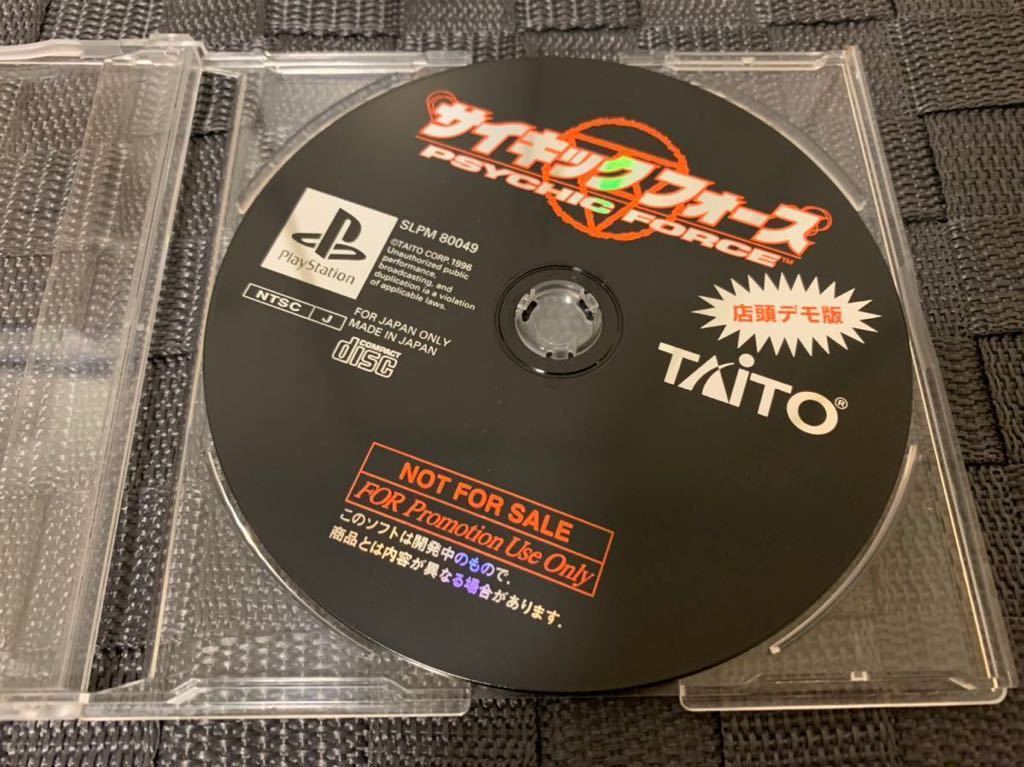 サイキックフォース
PSYCHIC FORCE™
PlayStation
SLPM 80049
©TAITO CORP.1996
Unauthorized public
performance,
broadcasting, and
duplication is a violation
of applicable laws.
NTSC J
FOR JAPAN ONLY
MADE IN JAPAN
COMPACT
disc
店頭デモ版
TAiTO®
NOT FOR SALE
FOR Promotion Use Only
このソフトは開発中のもので、
商品とは内容が異なる場合があります.